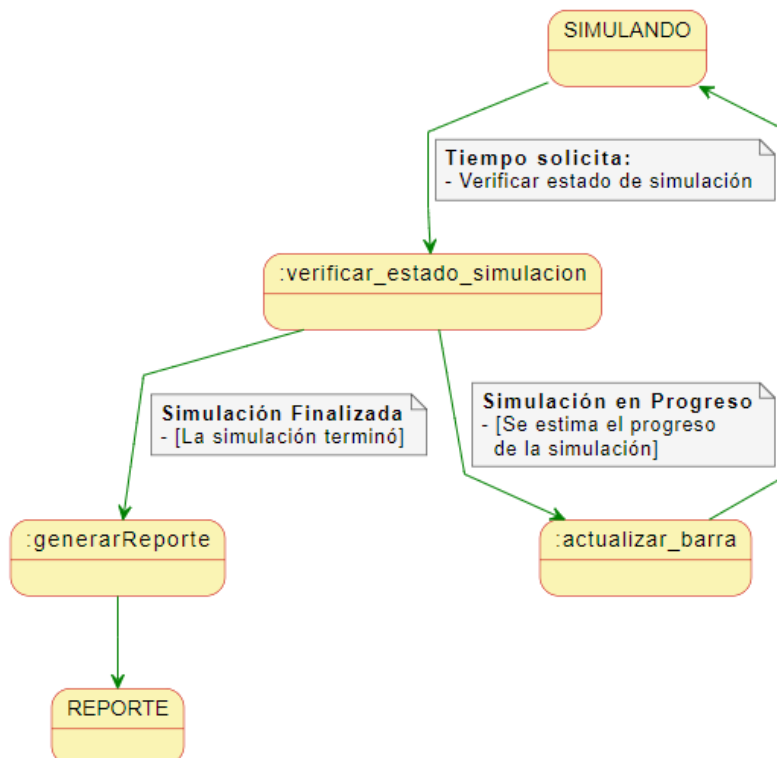 SIMULANDO
Tiempo solicita:
- Verificar estado de simulación
:verificar_estado_simulacion
Simulación Finalizada
- [La simulación terminó]
Simulación en Progreso
- [Se estima el progreso
de la simulación]
:generarReporte
:actualizar_barra
REPORTE